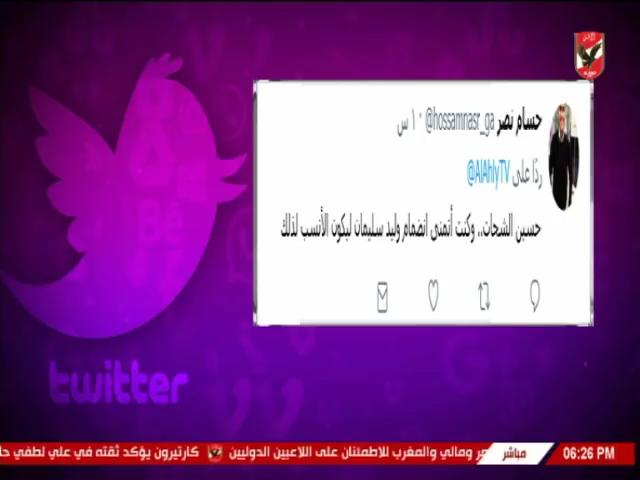 حسام نصر @hossamnasr_ga ١٠ س
ردًا على @AlAhlyTV
حسين الشحات.. وكنت أتمنى انضمام وليد سليمان ليكون الأنسب لذلك
twitter
06:26 PM
مباشر
ر ومالي والمغرب للاطمئنان على اللاعبين الدوليين
كارتيرون يؤكد ثقته في علي لطفي